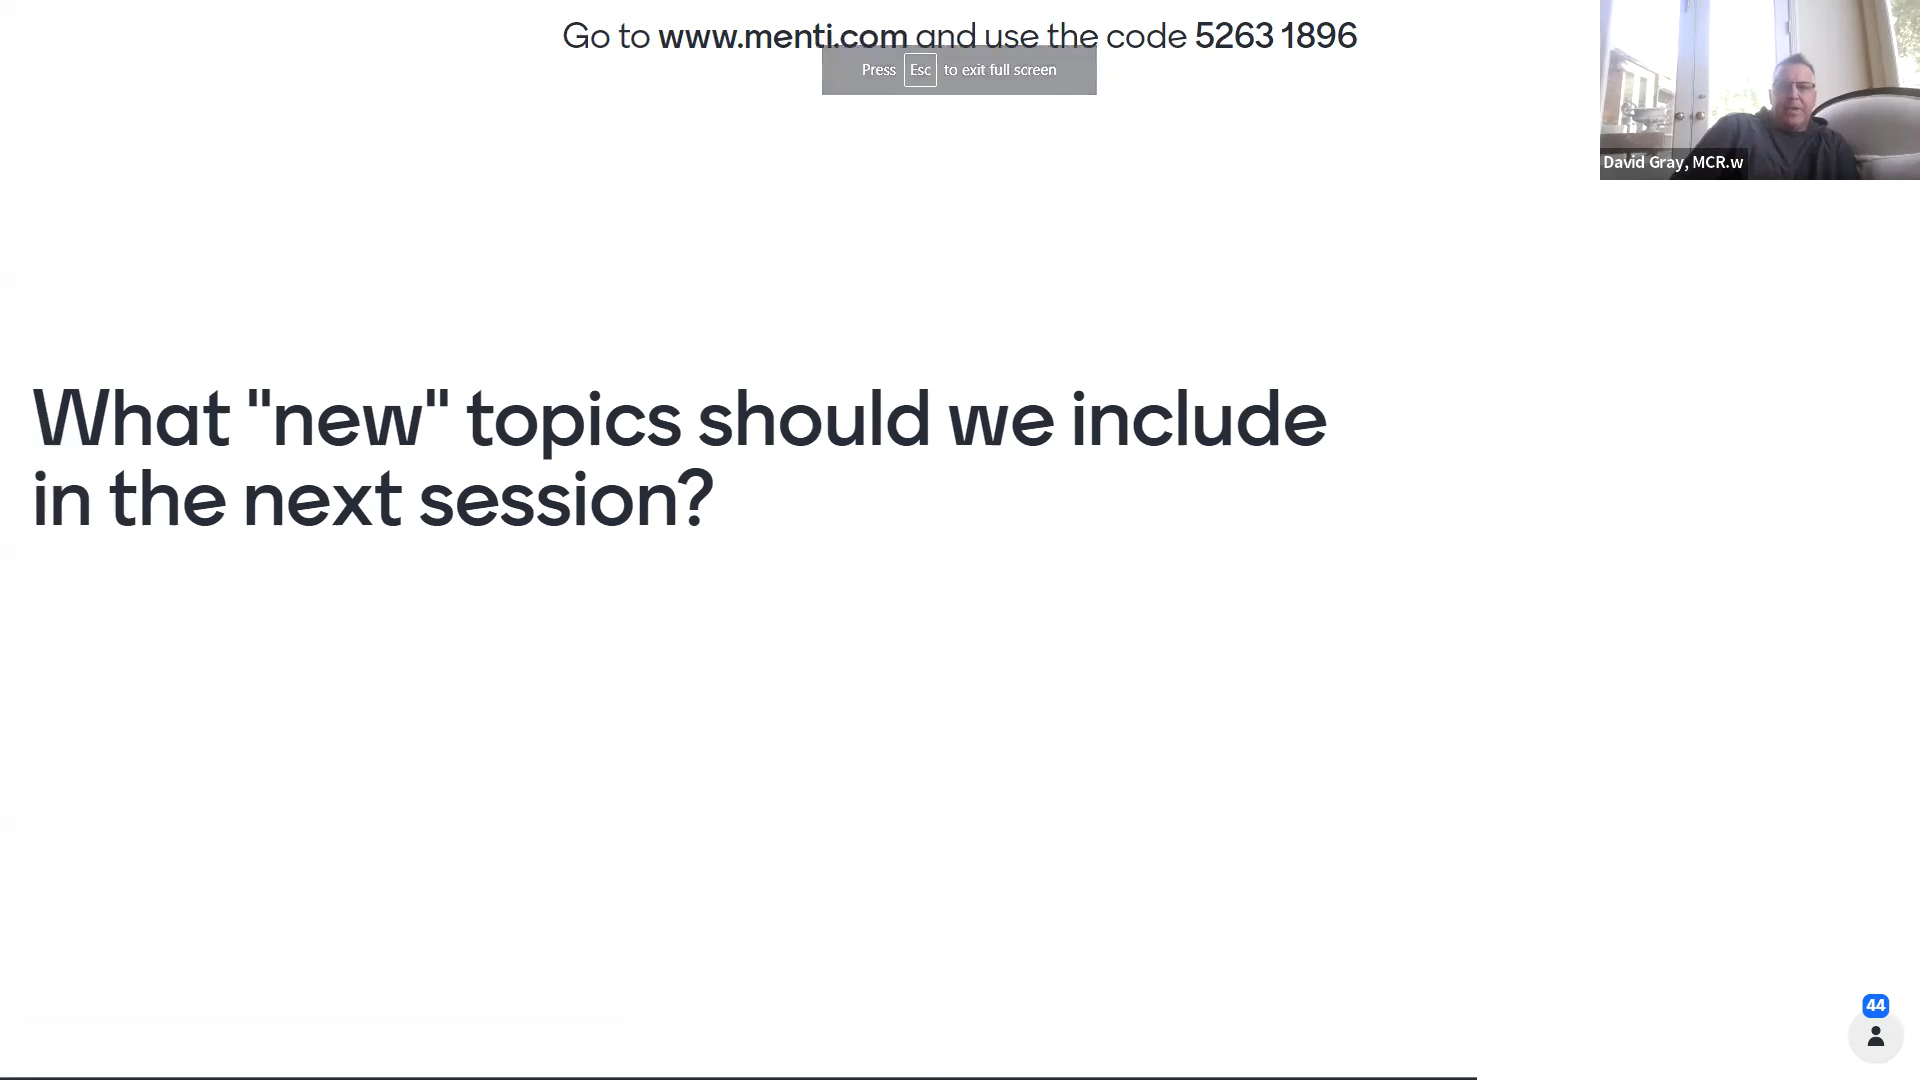 Go to www.menti.com and use the code 5263 1896
Press Esc to exit full screen
David Gray, MCR.w
What "new" topics should we include
in the next session?
44